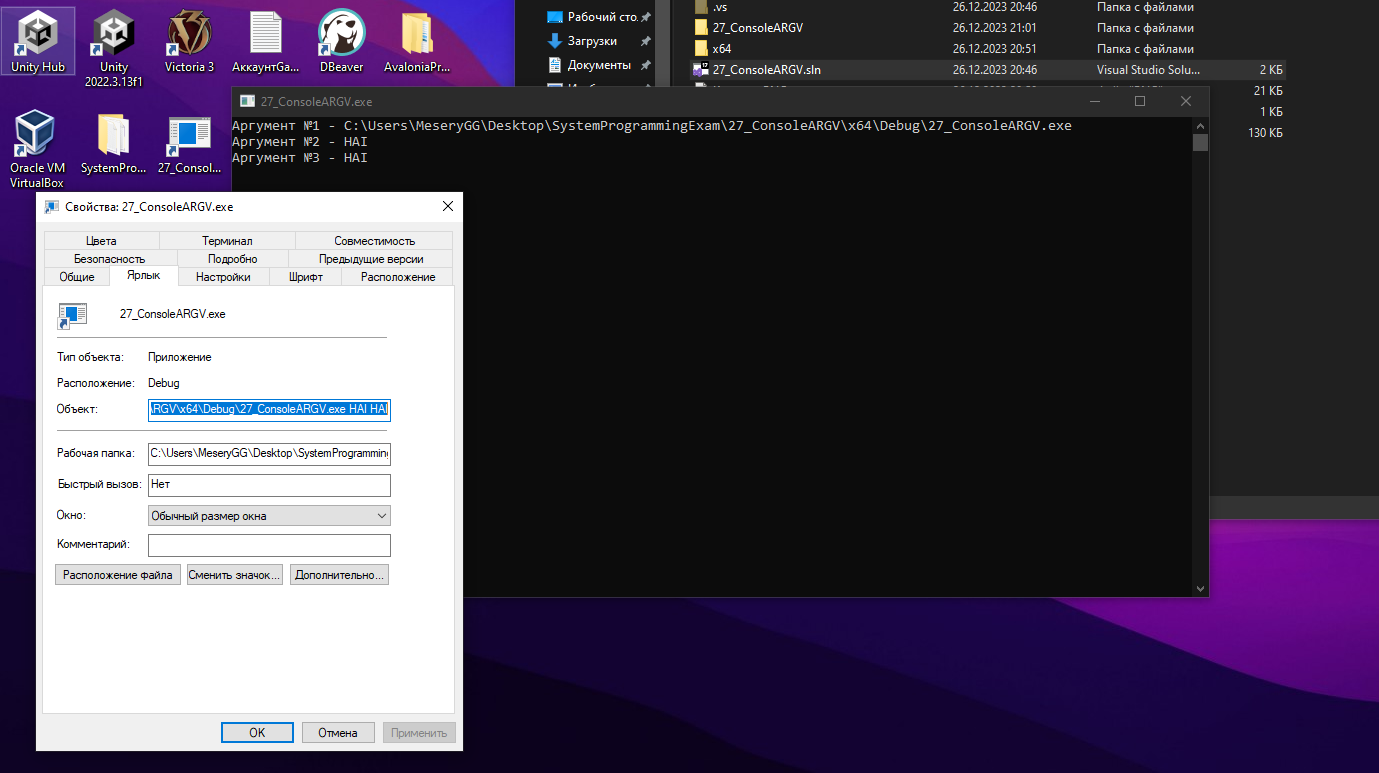 Unity Hub
Unity 2022.3.13f1
Victoria 3
АккаунтGa...
DBeaver
AvaloniaPr...
Oracle VM VirtualBox
SystemPro...
27_Consol...
Рабочий сто.
Загрузки
Документы
.vs 26.12.2023 20:46 Папка с файлами
27_ConsoleARGV 26.12.2023 21:01 Папка с файлами
x64 26.12.2023 20:51 Папка с файлами
27_ConsoleARGV.sln 26.12.2023 20:46 Visual Studio Solu... 2 КБ
21 КБ
1 КБ
130 КБ
27_ConsoleARGV.exe
Аргумент №1 - C:\Users\MeseryGG\Desktop\SystemProgrammingExam\27_ConsoleARGV\x64\Debug\27_ConsoleARGV.exe
Аргумент №2 - HAI
Аргумент №3 - HAI
Свойства: 27_ConsoleARGV.exe
Цвета Терминал Совместимость
Безопасность Подробно Предыдущие версии
Общие Ярлык Настройки Шрифт Расположение
27_ConsoleARGV.exe
Тип объекта: Приложение
Расположение: Debug
Объект: \RGV\x64\Debug\27_ConsoleARGV.exe HAI HAI
Рабочая папка: C:\Users\MeseryGG\Desktop\SystemProgramming
Быстрый вызов: Нет
Окно: Обычный размер окна
Комментарий:
Расположение файла Сменить значок... Дополнительно...
OK Отмена Применить